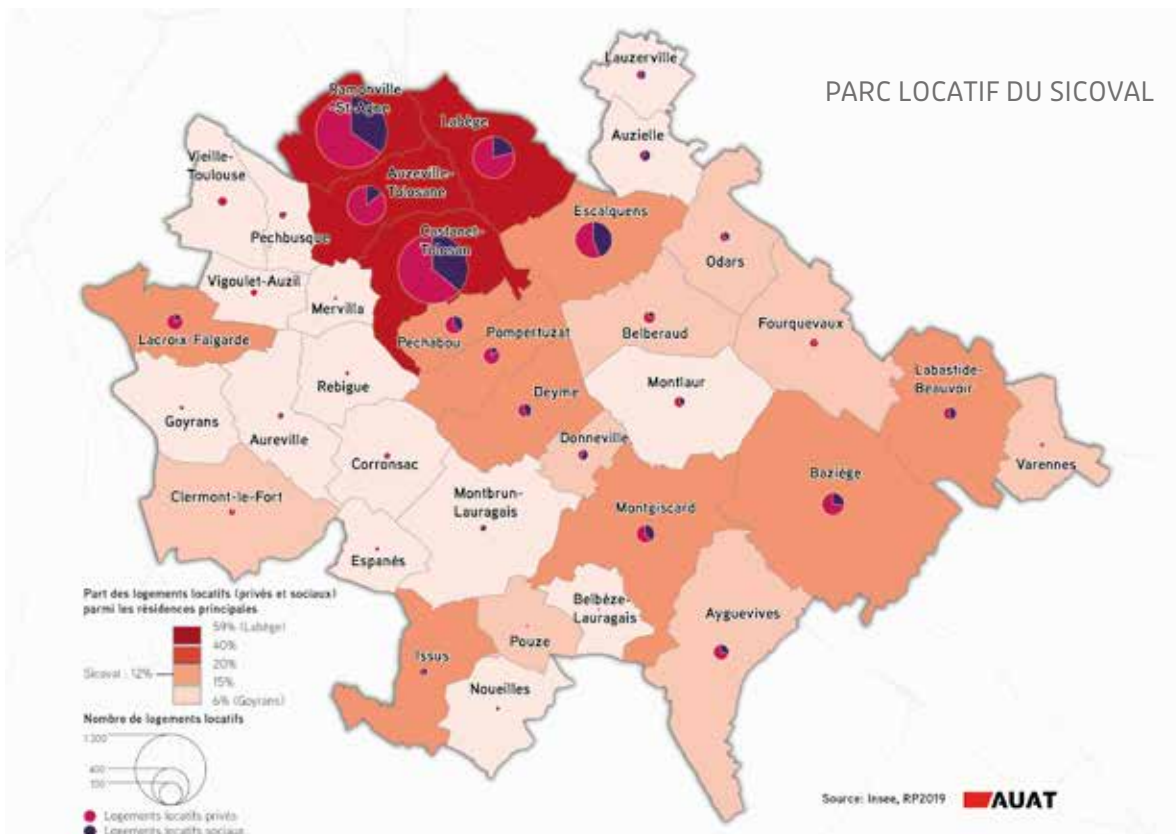 PARC LOCATIF DU SICOVAL
Lauzerville
Auzielle
Ramonville
-St-Agne
Labège
Vieille-
Toulouse
Auzeville-
Tolosane
Pechbusque
Castanet-
Tolosan
Escalquens
Odars
Vigoulet-Auzil
Mervilla
Lacroix-Falgarde
Pechabou
Pompertuzat
Belberaud
Fourquevaux
Rebigue
Deyme
Montlaur
Labastide-
Beauvoir
Goyrans
Aureville
Corronsac
Donneville
Varennes
Clermont-le-Fort
Montbrun-
Lauragais
Montgiscard
Baziège
Espanés
Belbèze-
Lauragais
Ayguevives
Issus
Pouze
Noueilles
Part des logements locatifs (privés et sociaux)
parmi les résidences principales
59% (Labège)
40%
20%
Sicoval : 12%
15%
6% (Goyrans)
Nombre de logements locatifs
400
Logements locatifs privés
Logements locatifs sociaux
Source: Insee, RP2019
AUAT